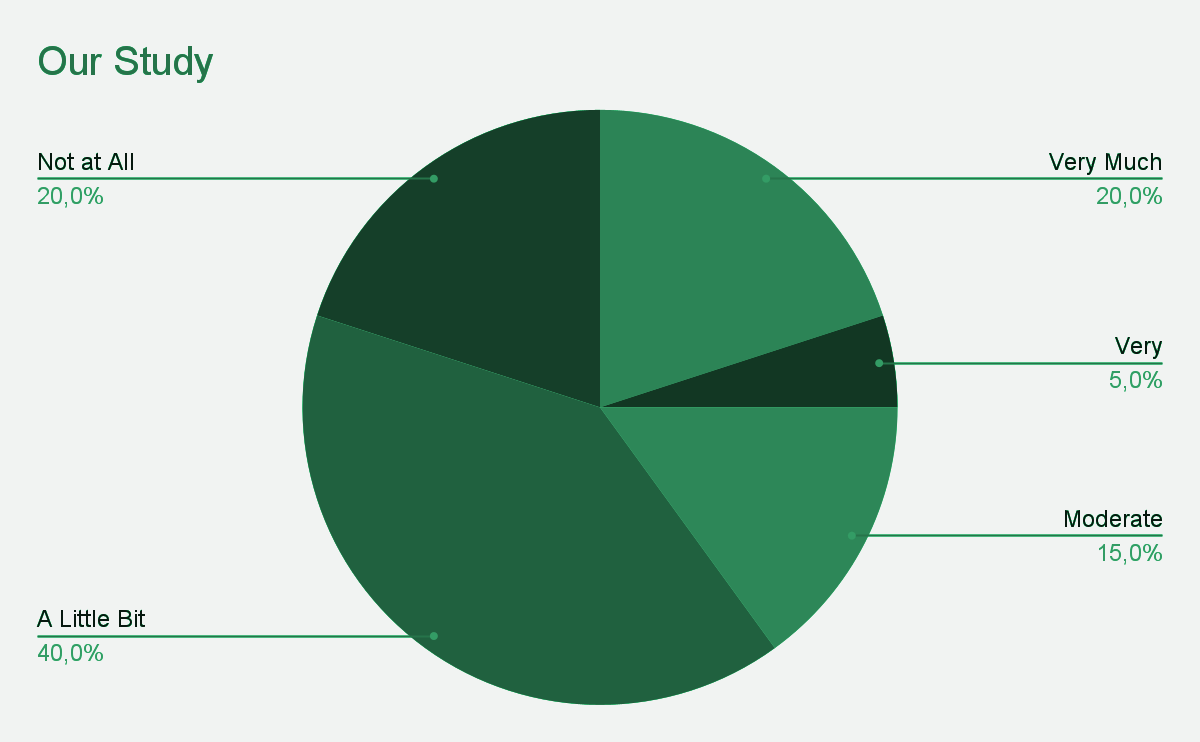 Our Study
Not at All
20,0%
Very Much
20,0%
Very
5,0%
Moderate
15,0%
A Little Bit
40,0%